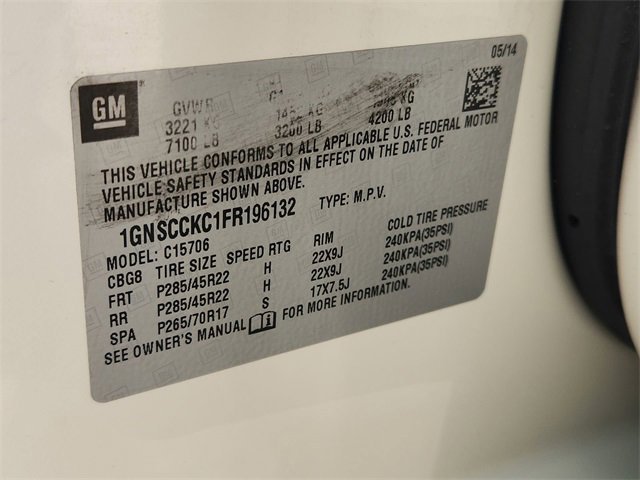 GM
05/14
GVWR
3221 KG
KG
KG
7100 LB
3200 LB
4200 LB
THIS VEHICLE CONFORMS TO ALL APPLICABLE U.S. FEDERAL MOTOR
VEHICLE SAFETY STANDARDS IN EFFECT ON THE DATE OF
MANUFACTURE SHOWN ABOVE.
1GNSCCKC1FR196132 TYPE: M.P.V.
MODEL: C15706
CBG8 TIRE SIZE SPEED RTG RIM COLD TIRE PRESSURE
FRT P285/45R22 H 22X9J 240KPA(35PSI)
RR P285/45R22 H 22X9J 240KPA(35PSI)
SPA P265/70R17 S 17X7.5J 240KPA(35PSI)
SEE OWNER'S MANUAL FOR MORE INFORMATION.